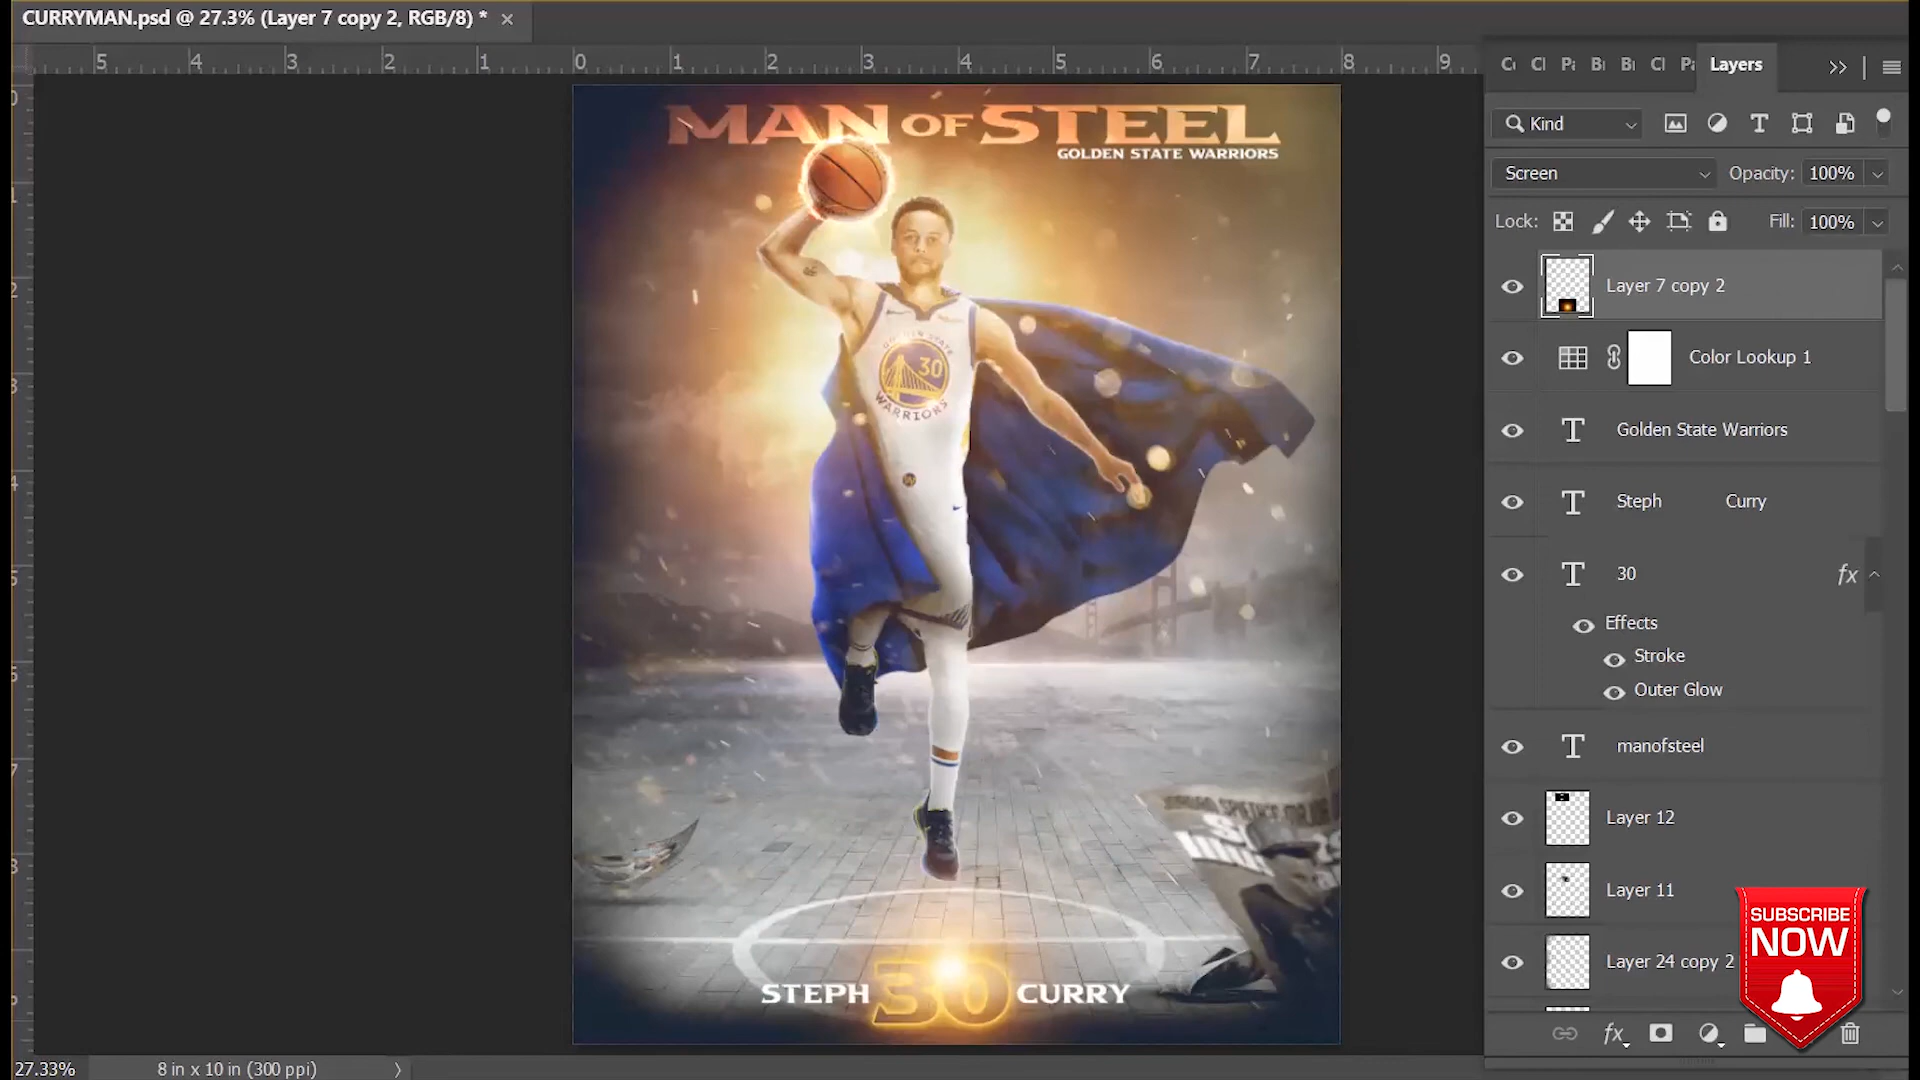 CURRYMAN.psd @ 27.3% (Layer 7 copy 2, RGB/8) *
5 4 3 2 1 0 1 2 3 4 5 6 7 8 9
Layers
Kind
Screen
Opacity: 100%
Lock:
Fill: 100%
Layer 7 copy 2
Color Lookup 1
Golden State Warriors
Steph Curry
30
fx
Effects
Stroke
Outer Glow
manofsteel
Layer 12
Layer 11
Layer 24 copy 2
fx
MAN OF STEEL
GOLDEN STATE WARRIORS
GOLDEN STATE
30
WARRIORS
STEPH 30 CURRY
SUBSCRIBE
NOW
27.33%
8 in x 10 in (300 ppi)